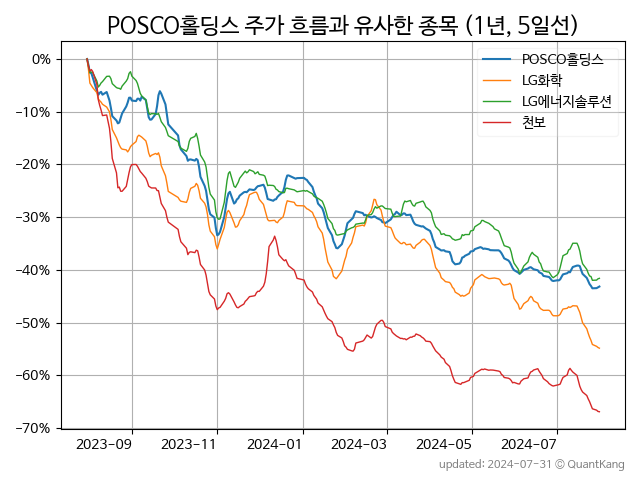 POSCO홀딩스 주가 흐름과 유사한 종목 (1년, 5일선)
POSCO홀딩스
LG화학
LG에너지솔루션
천보
0%
−10%
−20%
−30%
−40%
−50%
−60%
−70%
2023-09
2023-11
2024-01
2024-03
2024-05
2024-07
updated: 2024-07-31 © QuantKang